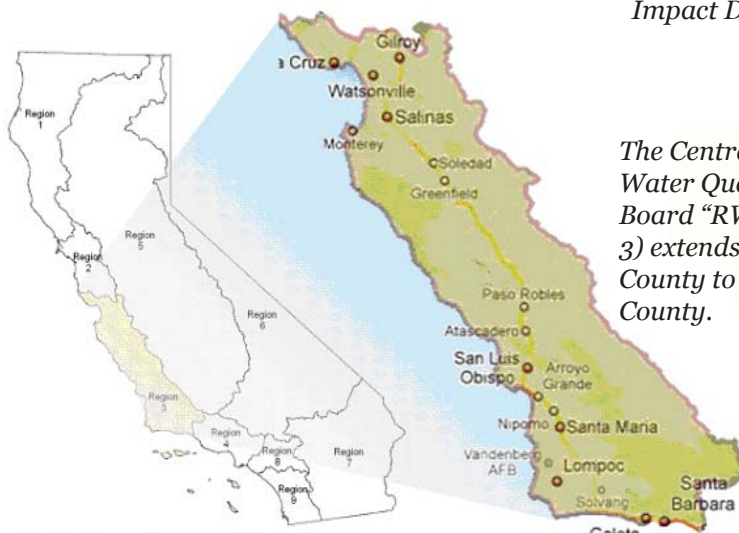 Impact D
The Centra
Water Qua
Board “RW
3) extends
County to
County.
Region
1
Region
2
Region
3
Region
4
Region
5
Region
6
Region
7
Region
8
Region
9
Gilroy
a Cruz
Watsonville
Salinas
Monterey
Soledad
Greenfield
Paso Robles
Atascadero
San Luis
Obispo
Arroyo
Grande
Nipomo
Santa Maria
Vandenberg
AFB
Lompoc
Solvang
Santa
Barbara